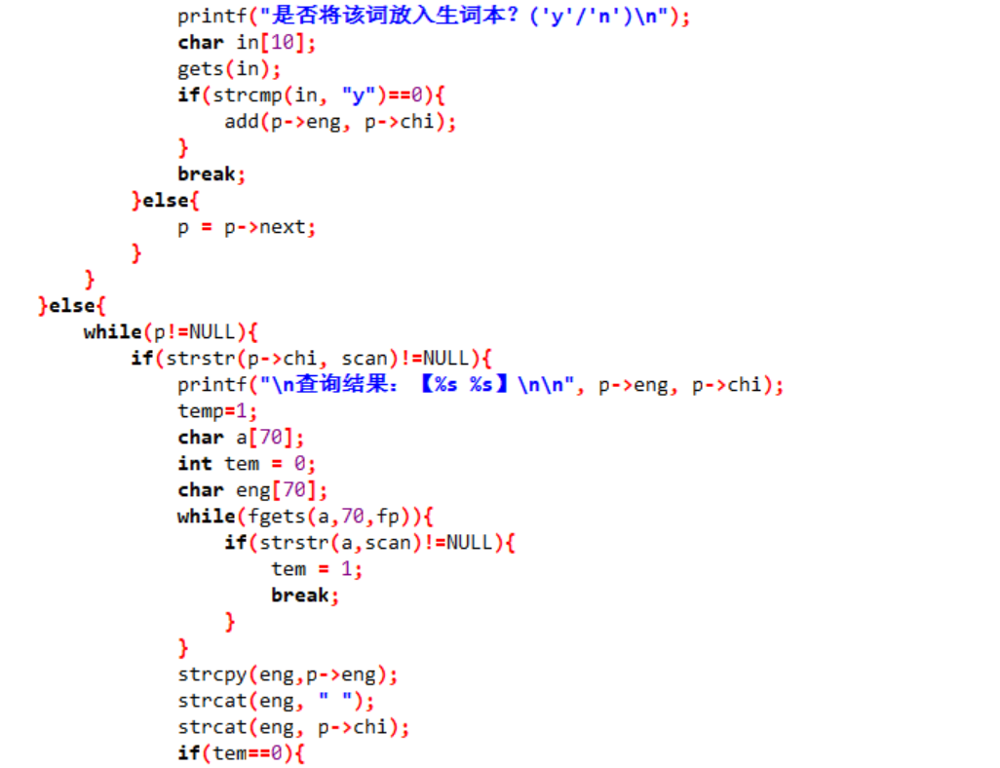 printf("是否将该词放入生词本？('y'/'n')\n");
char in[10];
gets(in);
if(strcmp(in, "y")==0){
add(p->eng, p->chi);
}
break;
}else{
p = p->next;
}
}
}else{
while(p!=NULL){
if(strstr(p->chi, scan)!=NULL){
printf("\n查询结果：【%s %s】\n\n", p->eng, p->chi);
temp=1;
char a[70];
int tem = 0;
char eng[70];
while(fgets(a,70,fp)){
if(strstr(a,scan)!=NULL){
tem = 1;
break;
}
}
strcpy(eng,p->eng);
strcat(eng, " ");
strcat(eng, p->chi);
if(tem==0){